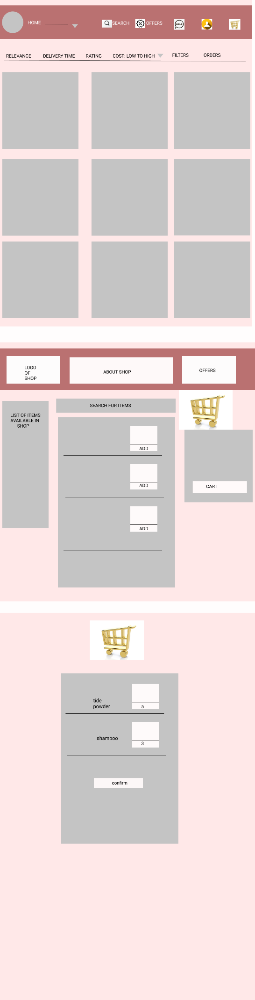 HOME
SEARCH
OFFERS
HELP
RELEVANCE
DELIVERY TIME
RATING
COST: LOW TO HIGH
FILTERS
ORDERS
LOGO
OF
SHOP
ABOUT SHOP
OFFERS
SEARCH FOR ITEMS
LIST OF ITEMS
AVAILABLE IN
SHOP
ADD
ADD
ADD
CART
tide
powder
5
shampoo
3
confirm